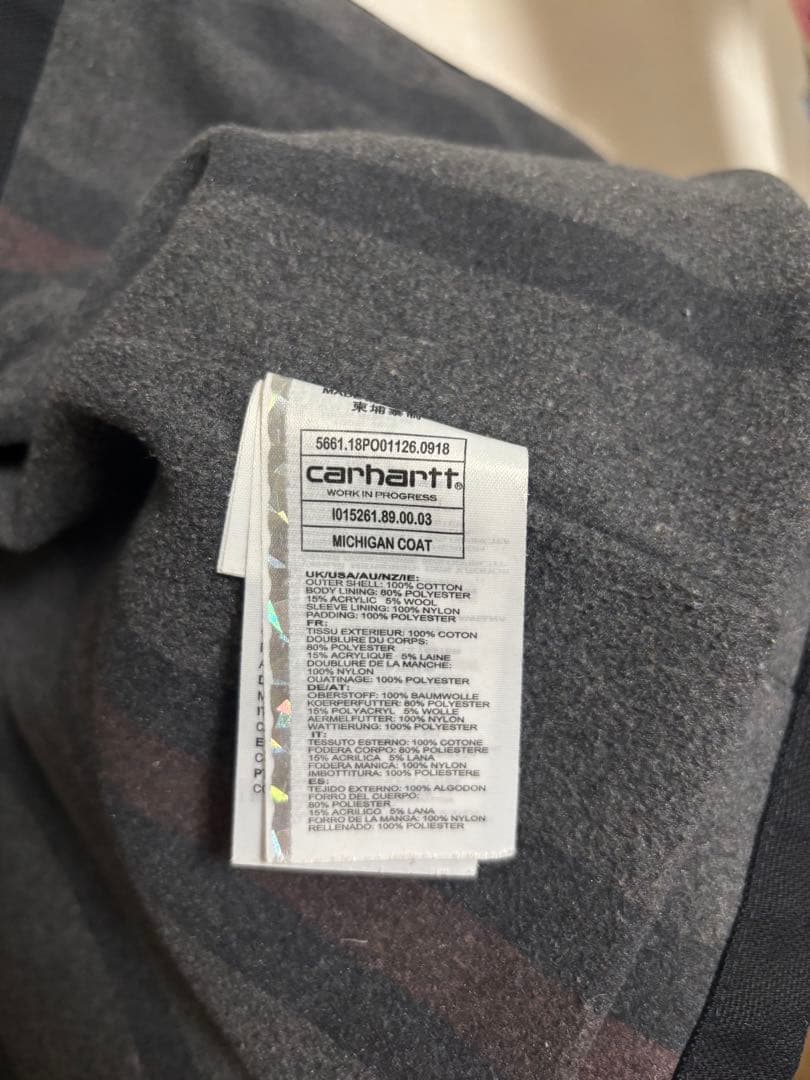 柬埔寨製
5661.18PO01126.0918
carhartt®
WORK IN PROGRESS
I015261.89.00.03
MICHIGAN COAT
UK/USA/AU/NZ/IE:
OUTER SHELL: 100% COTTON
BODY LINING: 80% POLYESTER
15% ACRYLIC 5% WOOL
SLEEVE LINING: 100% NYLON
PADDING: 100% POLYESTER
FR:
TISSU EXTERIEUR: 100% COTON
DOUBLURE DU CORPS:
80% POLYESTER
15% ACRYLIQUE 5% LAINE
DOUBLURE DE LA MANCHE:
100% NYLON
OUATINAGE: 100% POLYESTER
DE/AT:
OBERSTOFF: 100% BAUMWOLLE
KOERPERFUTTER: 80% POLYESTER
15% POLYACRYL 5% WOLLE
AERMELFUTTER: 100% NYLON
WATTIERUNG: 100% POLYESTER
IT:
TESSUTO ESTERNO: 100% COTONE
FODERA CORPO: 80% POLIESTERE
15% ACRILICA 5% LANA
FODERA MANICA: 100% NYLON
IMBOTTITURA: 100% POLIESTERE
ES:
TEJIDO EXTERNO: 100% ALGODON
FORRO DEL CUERPO:
80% POLIESTER
15% ACRILICO 5% LANA
FORRO DE LA MANGA: 100% NYLON
RELLENADO: 100% POLIESTER